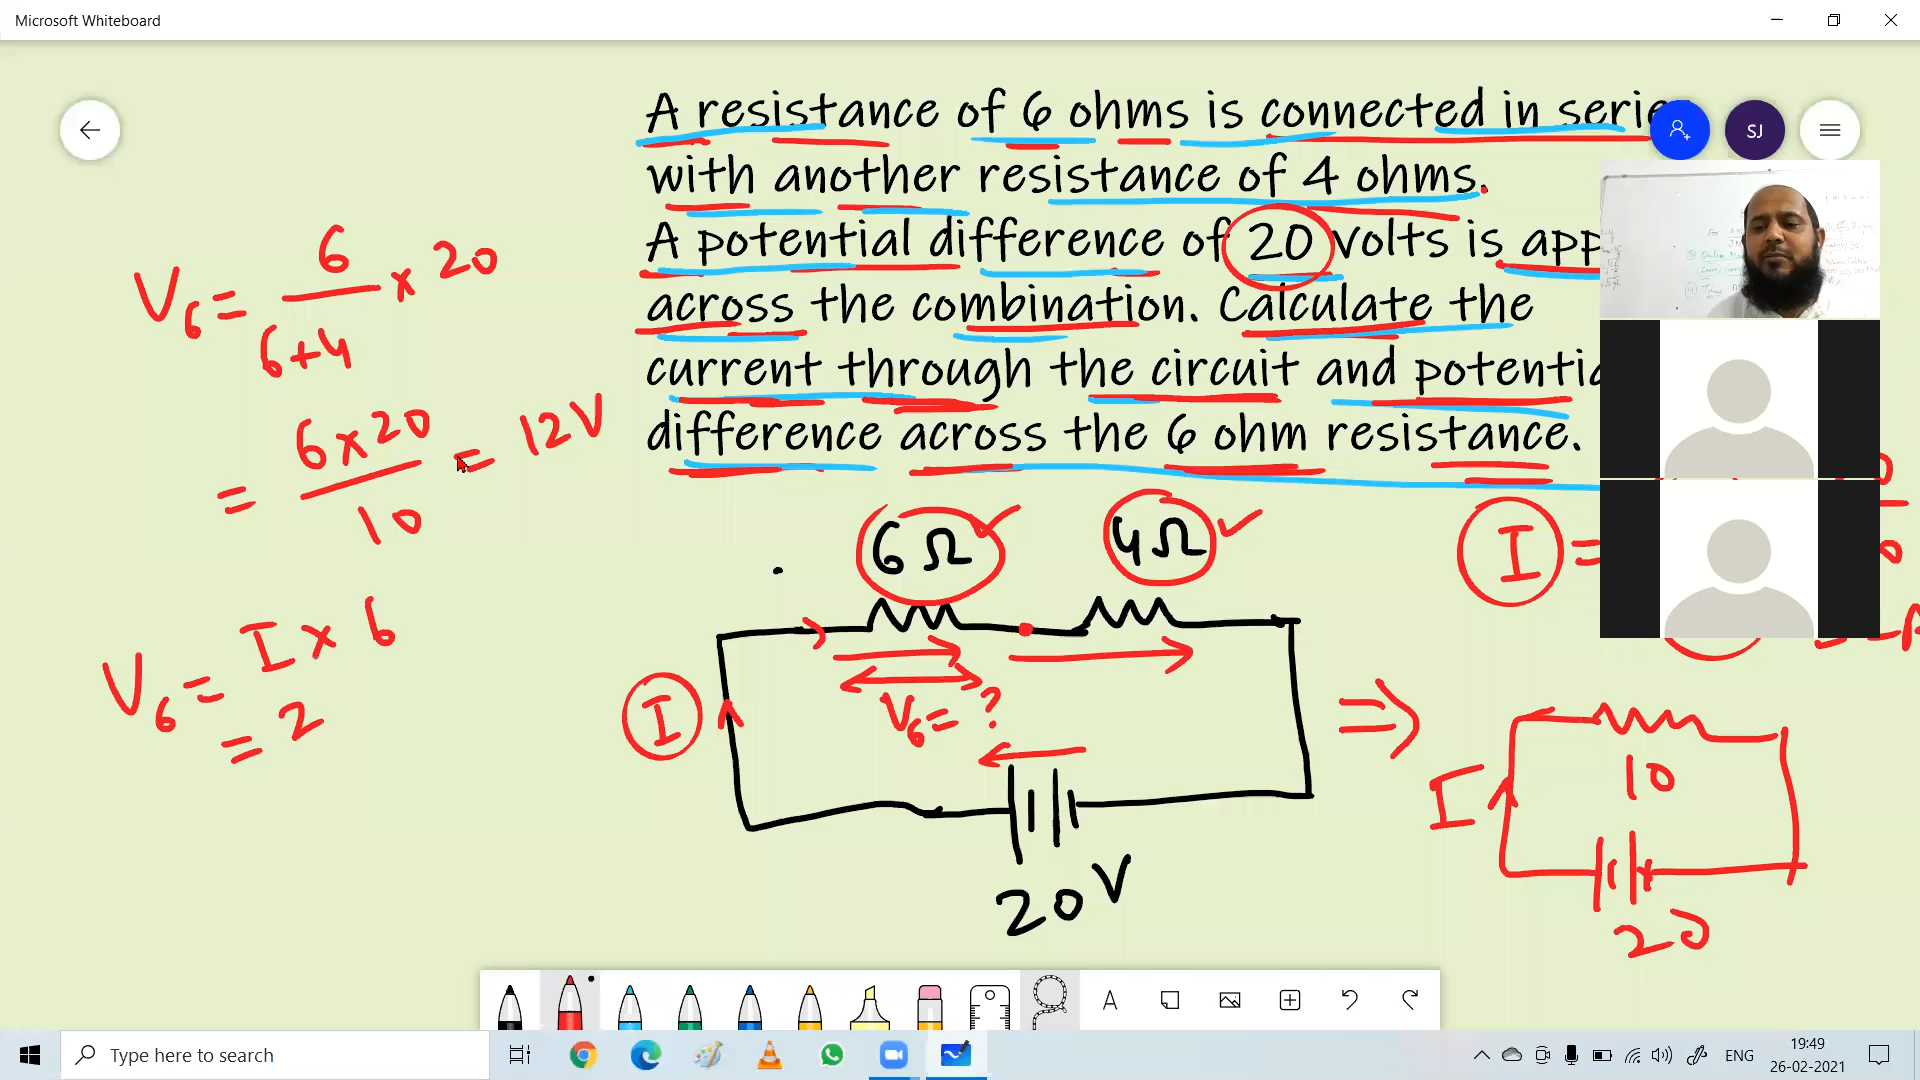 Microsoft Whiteboard
A resistance of 6 ohms is connected in serie
with another resistance of 4 ohms.
A potential difference of 20 volts is app
across the combination. Calculate the
current through the circuit and potentia
difference across the 6 ohm resistance.
SJ
V6 = 6 / 6+4 × 20
= 6×20 / 10 = 12V
V6 = I × 6
= 2
6Ω
4Ω
I =
I
V6 = ?
20V
I
10
20
A
Type here to search
ENG
19:49
26-02-2021